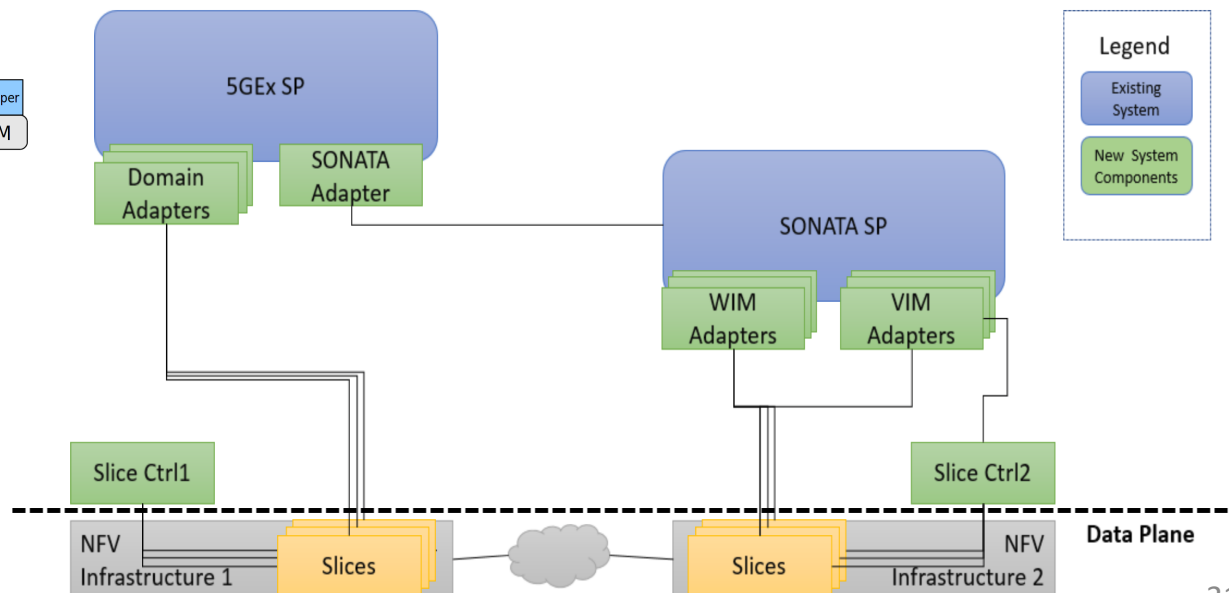 5GEx SP
Legend
Existing
System
New System
Components
per
M
Domain
Adapters
SONATA
Adapter
SONATA SP
WIM
Adapters
VIM
Adapters
Slice Ctrl1
Slice Ctrl2
Data Plane
NFV
Infrastructure 1
Slices
Slices
NFV
Infrastructure 2